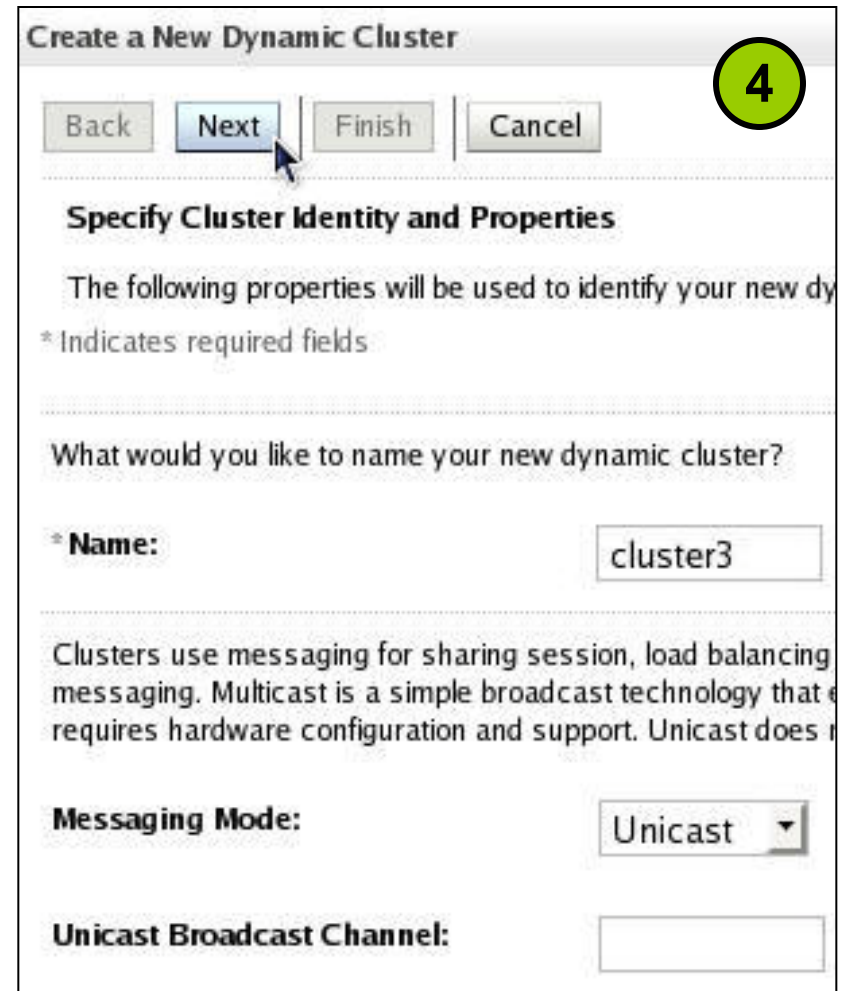 Create a New Dynamic Cluster
4
Back Next Finish Cancel
Specify Cluster Identity and Properties
The following properties will be used to identify your new dy
* Indicates required fields
What would you like to name your new dynamic cluster?
* Name: cluster3
Clusters use messaging for sharing session, load balancing
messaging. Multicast is a simple broadcast technology that e
requires hardware configuration and support. Unicast does r
Messaging Mode: Unicast
Unicast Broadcast Channel: